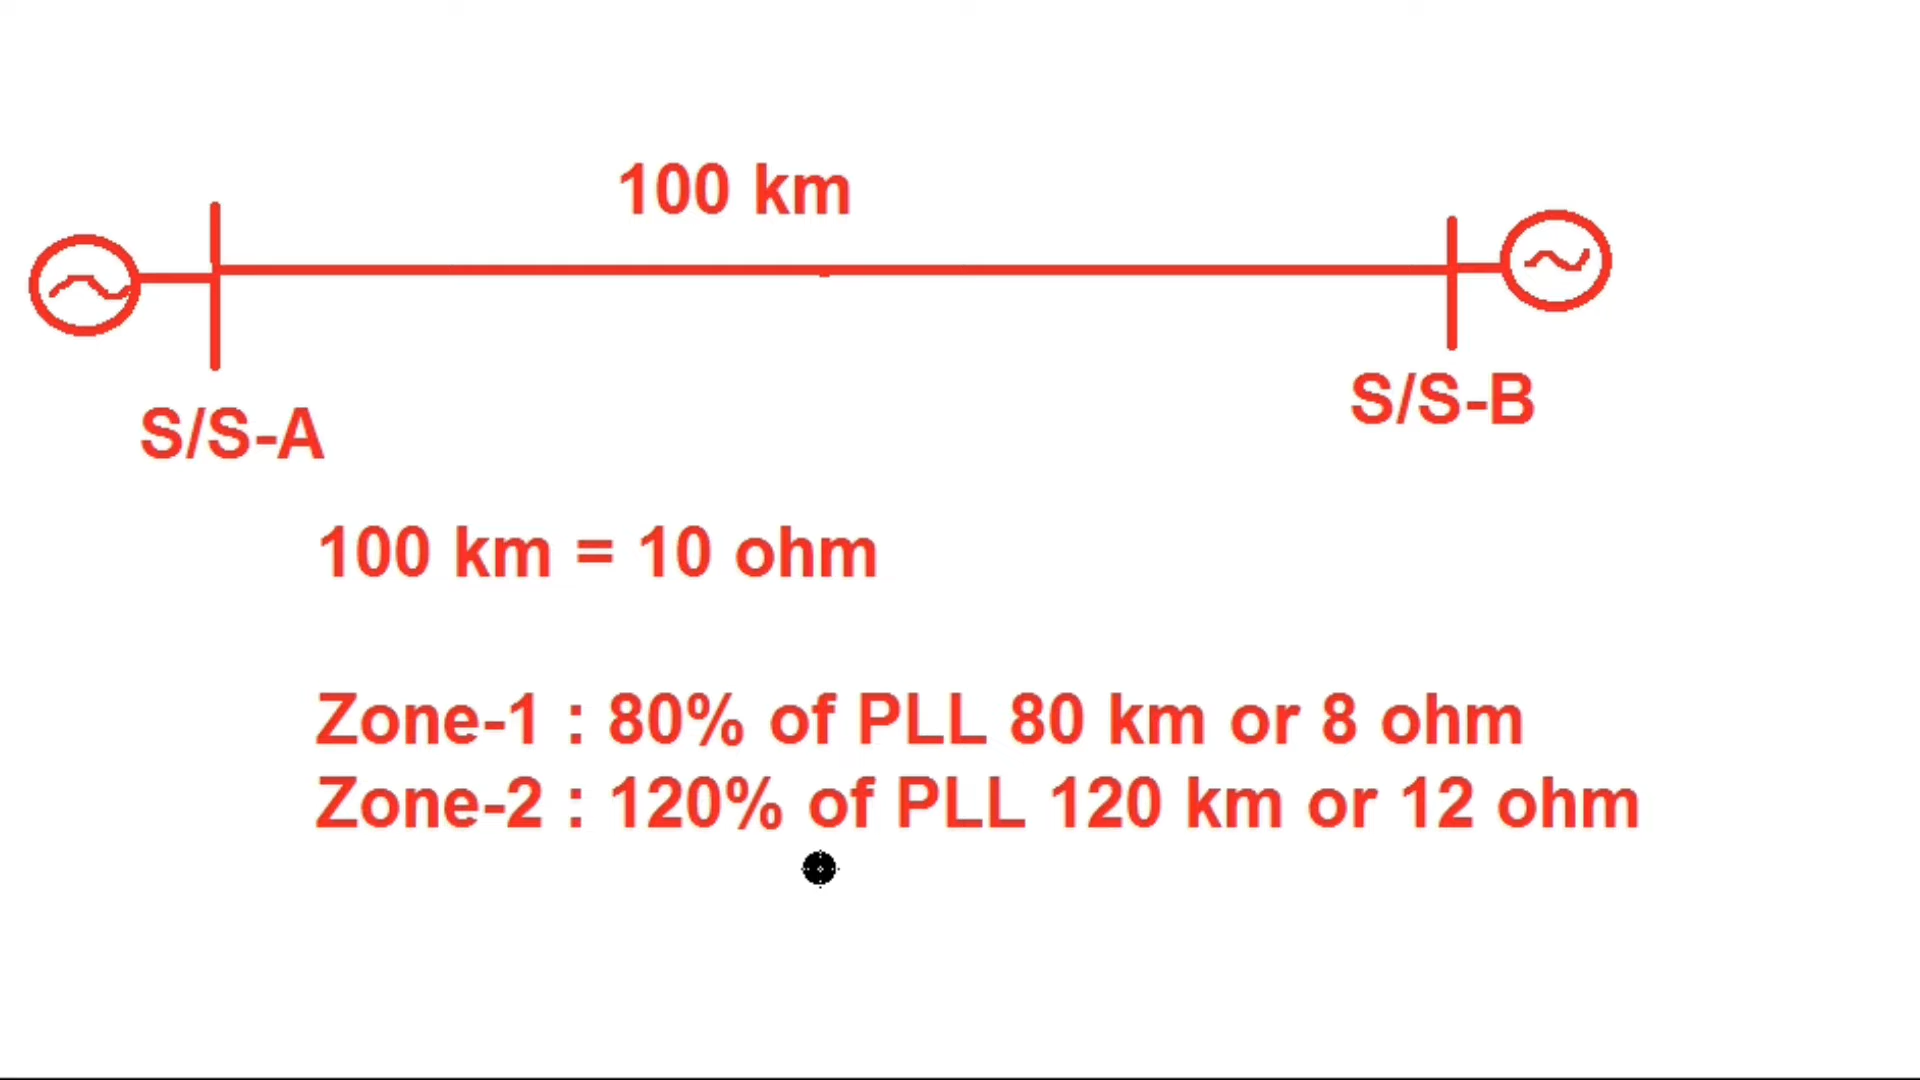 100 km
S/S-A
S/S-B
100 km = 10 ohm
Zone-1 : 80% of PLL 80 km or 8 ohm
Zone-2 : 120% of PLL 120 km or 12 ohm